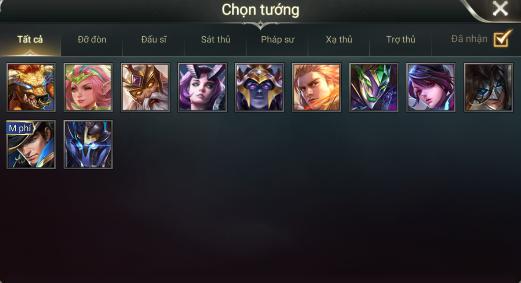 Chọn tướng
Tất cả Đỡ đòn Đấu sĩ Sát thủ Pháp sư Xạ thủ Trợ thủ Đã nhận
M phí